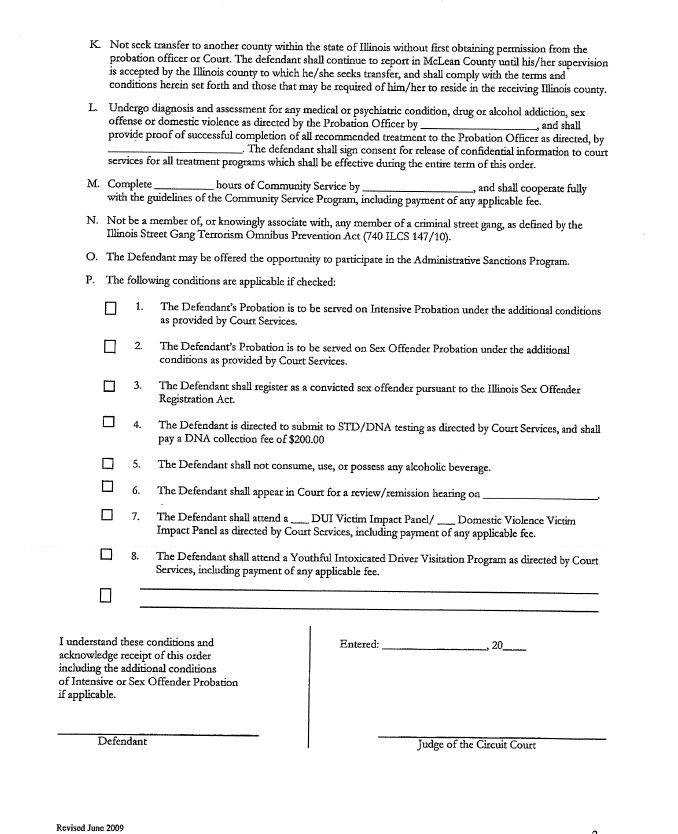 K. Not seek transfer to another county within the state of Illinois without first obtaining permission from the
probation officer or Court. The defendant shall continue to report in McLean County until his/her supervision
is accepted by the Illinois county to which he/she seeks transfer, and shall comply with the terms and
conditions herein set forth and those that may be required of him/her to reside in the receiving Illinois county.
L. Undergo diagnosis and assessment for any medical or psychiatric condition, drug or alcohol addiction, sex
offense or domestic violence as directed by the Probation Officer by ____________________, and shall
provide proof of successful completion of all recommended treatment to the Probation Officer as directed, by
______________________. The defendant shall sign consent for release of confidential information to court
services for all treatment programs which shall be effective during the entire term of this order.
M. Complete __________ hours of Community Service by ___________________, and shall cooperate fully
with the guidelines of the Community Service Program, including payment of any applicable fee.
N. Not be a member of, or knowingly associate with, any member of a criminal street gang, as defined by the
Illinois Street Gang Terrorism Omnibus Prevention Act (740 ILCS 147/10).
O. The Defendant may be offered the opportunity to participate in the Administrative Sanctions Program.
P. The following conditions are applicable if checked:
☐ 1. The Defendant's Probation is to be served on Intensive Probation under the additional conditions
as provided by Court Services.
☐ 2. The Defendant's Probation is to be served on Sex Offender Probation under the additional
conditions as provided by Court Services.
☐ 3. The Defendant shall register as a convicted sex offender pursuant to the Illinois Sex Offender
Registration Act.
☐ 4. The Defendant is directed to submit to STD/DNA testing as directed by Court Services, and shall
pay a DNA collection fee of $200.00
☐ 5. The Defendant shall not consume, use, or possess any alcoholic beverage.
☐ 6. The Defendant shall appear in Court for a review/remission hearing on ____________________.
☐ 7. The Defendant shall attend a ___ DUI Victim Impact Panel/ ___ Domestic Violence Victim
Impact Panel as directed by Court Services, including payment of any applicable fee.
☐ 8. The Defendant shall attend a Youthful Intoxicated Driver Visitation Program as directed by Court
Services, including payment of any applicable fee.
I understand these conditions and
acknowledge receipt of this order
including the additional conditions
of Intensive or Sex Offender Probation
if applicable.
Entered: __________________, 20____
Defendant
Judge of the Circuit Court
Revised June 2009